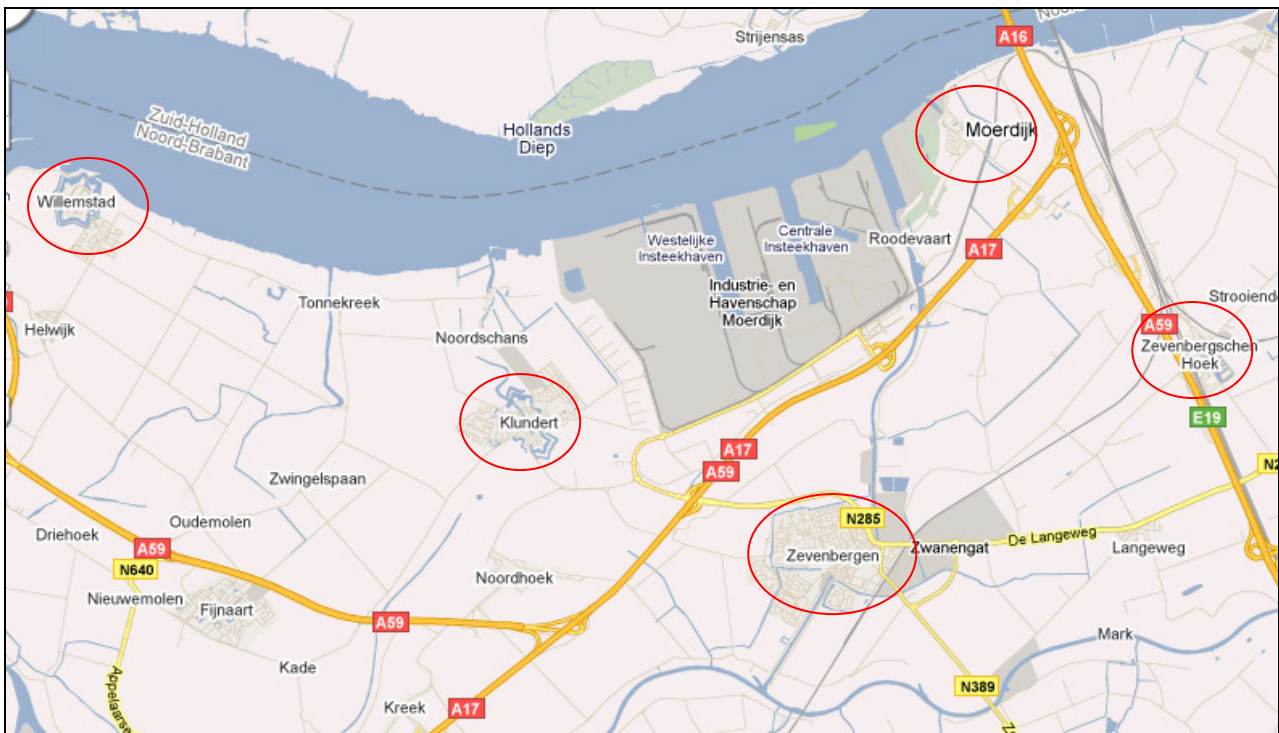 Strijensas
A16
Zuid-Holland
Noord-Brabant
Hollands
Diep
Moerdijk
Willemstad
Westelijke
Insteekhaven
Centrale
Insteekhaven
Roodevaart
A17
Industrie- en
Havenschap
Moerdijk
Tonnekreek
Helwijk
Noordschans
A59
Zevenbergschen
Hoek
E19
Klundert
A17
A59
Zwingelspaan
Oudemolen
Driehoek
A59
N640
Nieuwemolen
Fijnaart
Noordhoek
N285
Zevenbergen
Zwanengat
De Langeweg
Langeweg
A59
Mark
Kade
Kreek
A17
N389